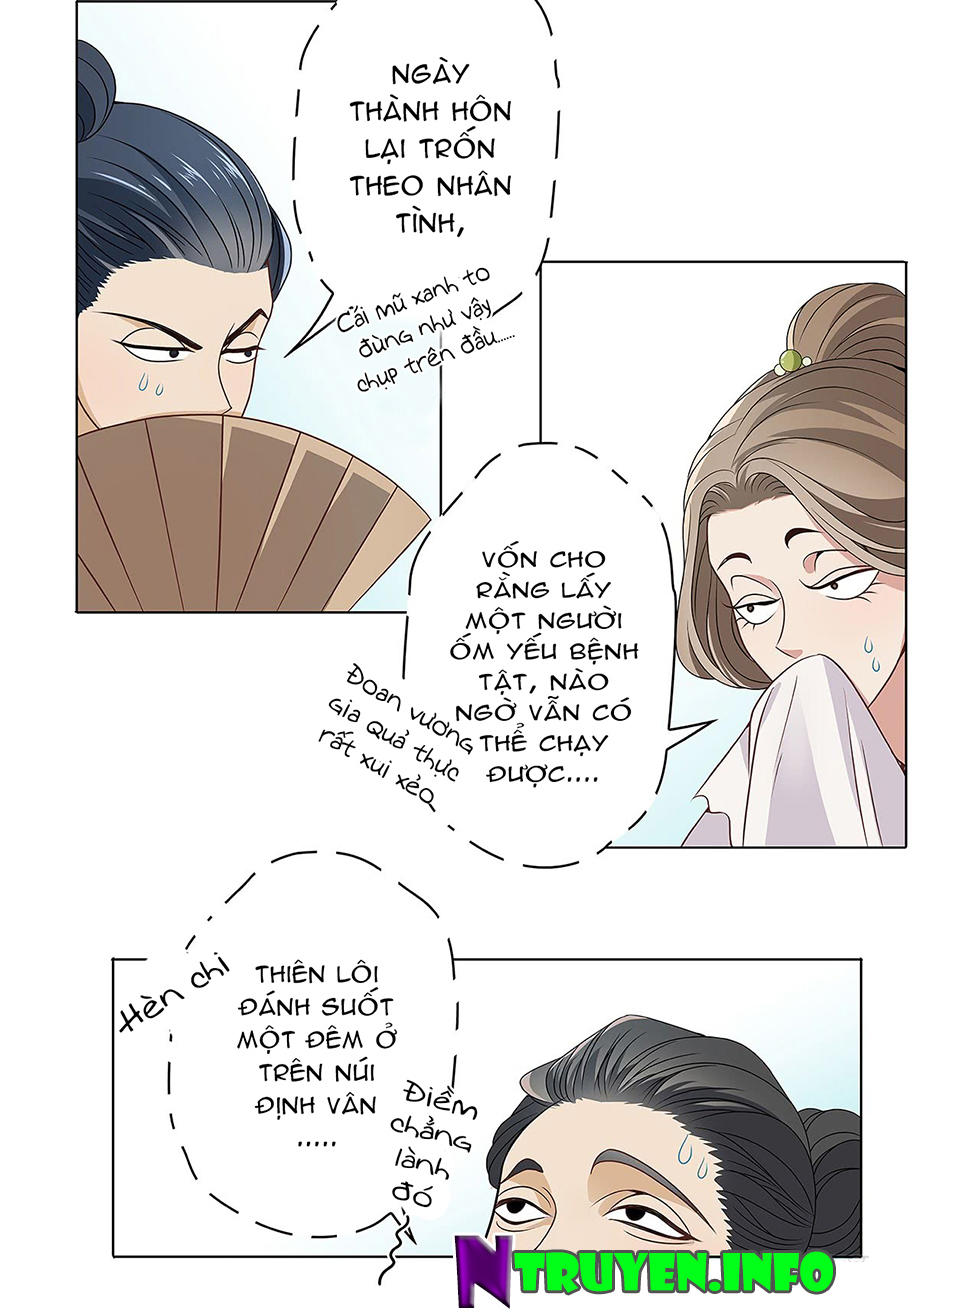 NGÀY
THÀNH HÔN
LẠI TRỐN
THEO NHÂN
TÌNH,
Cái mũ xanh to
đùng như vậy
chụp trên đầu.....
VỐN CHO
RẰNG LẤY
MỘT NGƯỜI
ỐM YẾU BỆNH
TẬT, NÀO
NGỜ VẪN CÓ
THỂ CHẠY
ĐƯỢC....
Đoan vương
gia quả thực
rất xui xẻo
Hèn chi
THIÊN LÔI
ĐÁNH SUỐT
MỘT ĐÊM Ở
TRÊN NÚI
ĐỊNH VÂN
.....
Điềm
chẳng
lành
đó
NTRUYEN.INFO